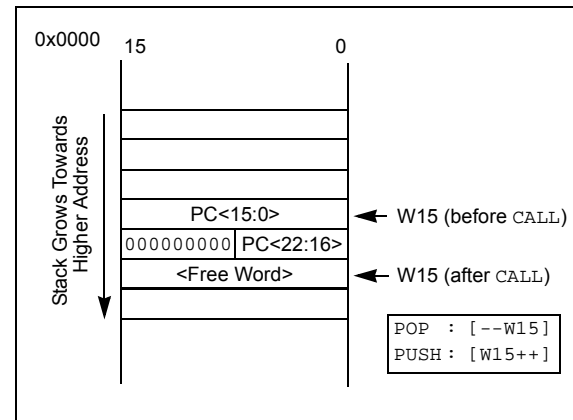 0x0000
15 0
Stack Grows Towards
Higher Address
PC<15:0>
W15 (before CALL)
000000000 PC<22:16>
<Free Word>
W15 (after CALL)
POP : [--W15]
PUSH : [W15++]